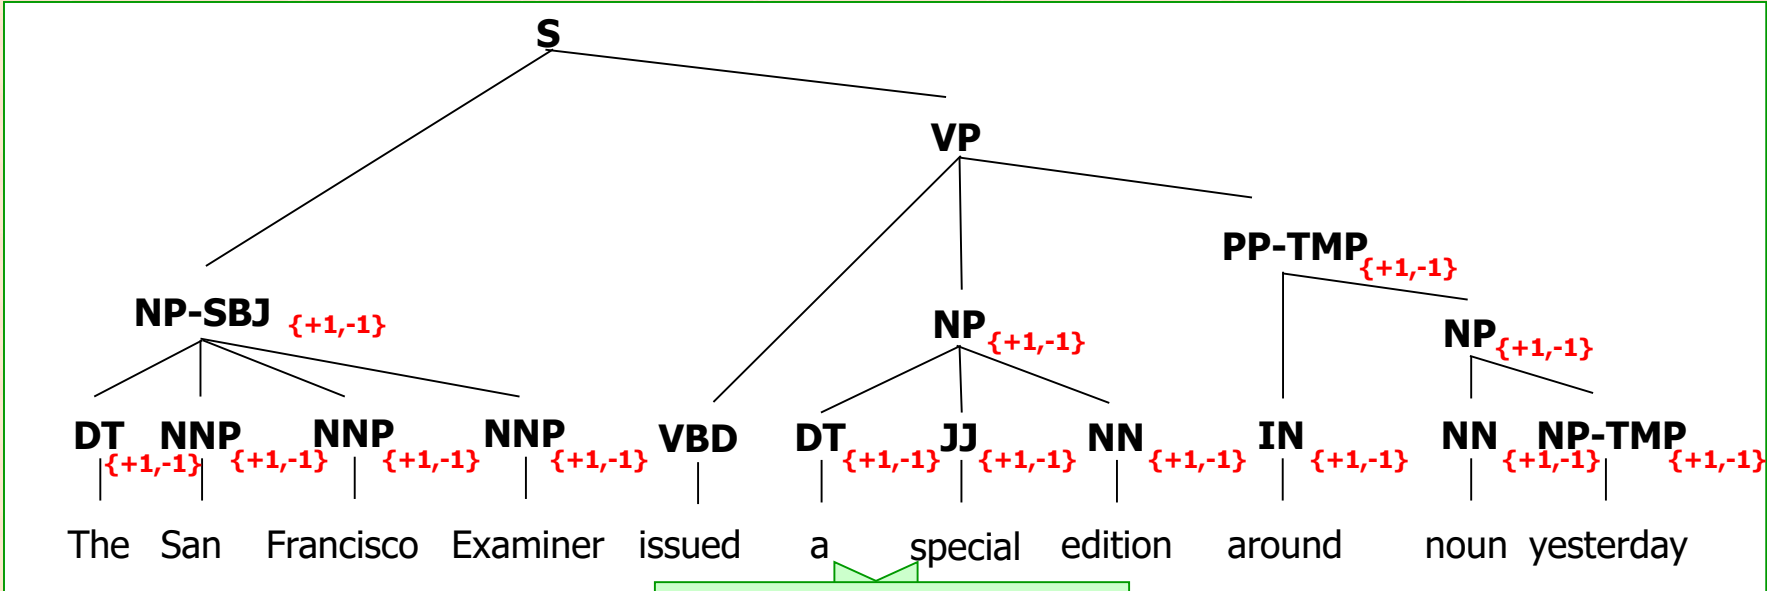 S
VP
PP-TMP {+1,-1}
NP-SBJ {+1,-1}
NP {+1,-1}
NP {+1,-1}
DT {+1,-1} NNP {+1,-1} NNP {+1,-1} NNP {+1,-1} VBD DT {+1,-1} JJ {+1,-1} NN {+1,-1} IN {+1,-1} NN {+1,-1} NP-TMP {+1,-1}
The San Francisco Examiner issued a special edition around noun yesterday